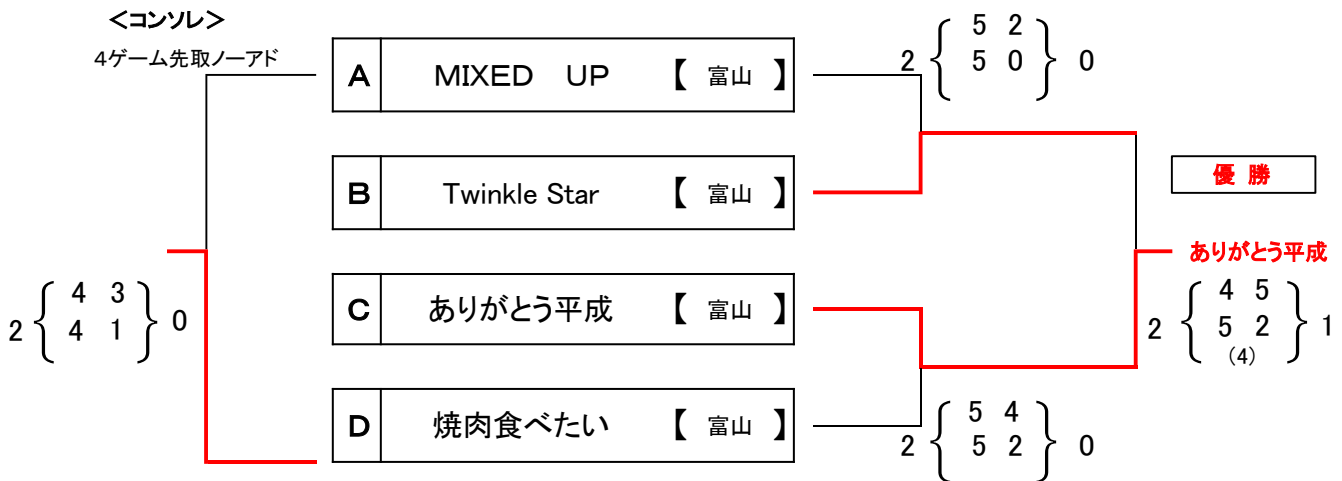 <コンソレ>
4ゲーム先取ノーアド
A MIXED UP 【 富山 】
5 2
2 5 0 0
B Twinkle Star 【 富山 】
優 勝
ありがとう平成
4 3
2 4 1 0
C ありがとう平成 【 富山 】
4 5
2 5 2 1
(4)
D 焼肉食べたい 【 富山 】
5 4
2 5 2 0